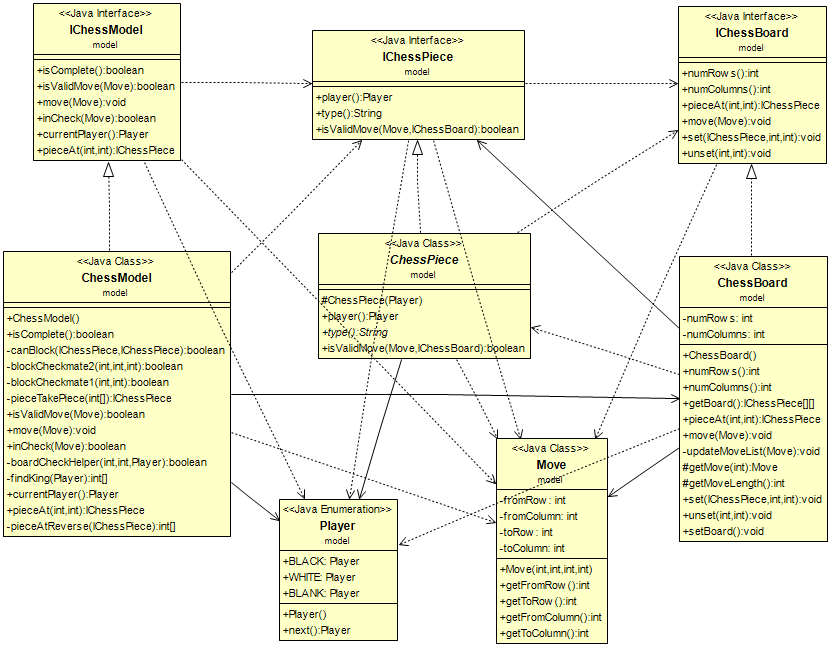 <<Java Interface>>
IChessModel
model
+isComplete():boolean
+isValidMove(Move):boolean
+move(Move):void
+inCheck(Move):boolean
+currentPlayer():Player
+pieceAt(int,int):IChessPiece
<<Java Interface>>
IChessPiece
model
+player():Player
+type():String
+isValidMove(Move,IChessBoard):boolean
<<Java Interface>>
IChessBoard
model
+numRows():int
+numColumns():int
+pieceAt(int,int):IChessPiece
+move(Move):void
+set(IChessPiece,int,int):void
+unset(int,int):void
<<Java Class>>
ChessModel
model
+ChessModel()
+isComplete():boolean
-canBlock(IChessPiece,IChessPiece):boolean
-blockCheckmate2(int,int,int):boolean
-blockCheckmate1(int,int):boolean
-pieceTakePiece(int[]):IChessPiece
+isValidMove(Move):boolean
+move(Move):void
+inCheck(Move):boolean
-boardCheckHelper(int,int,Player):boolean
-findKing(Player):int[]
+currentPlayer():Player
+pieceAt(int,int):IChessPiece
-pieceAtReverse(IChessPiece):int[]
<<Java Class>>
ChessPiece
model
#ChessPiece(Player)
+player():Player
+type():String
+isValidMove(Move,IChessBoard):boolean
<<Java Class>>
ChessBoard
model
-numRows: int
-numColumns: int
+ChessBoard()
+numRows():int
+numColumns():int
+getBoard():IChessPiece[][]
+pieceAt(int,int):IChessPiece
+move(Move):void
-updateMoveList(Move):void
#getMove(int):Move
#getMoveLength():int
+set(IChessPiece,int,int):void
+unset(int,int):void
+setBoard():void
<<Java Enumeration>>
Player
model
+BLACK: Player
+WHITE: Player
+BLANK: Player
+Player()
+next():Player
<<Java Class>>
Move
model
-fromRow: int
-fromColumn: int
-toRow: int
-toColumn: int
+Move(int,int,int,int)
+getFromRow():int
+getToRow():int
+getFromColumn():int
+getToColumn():int